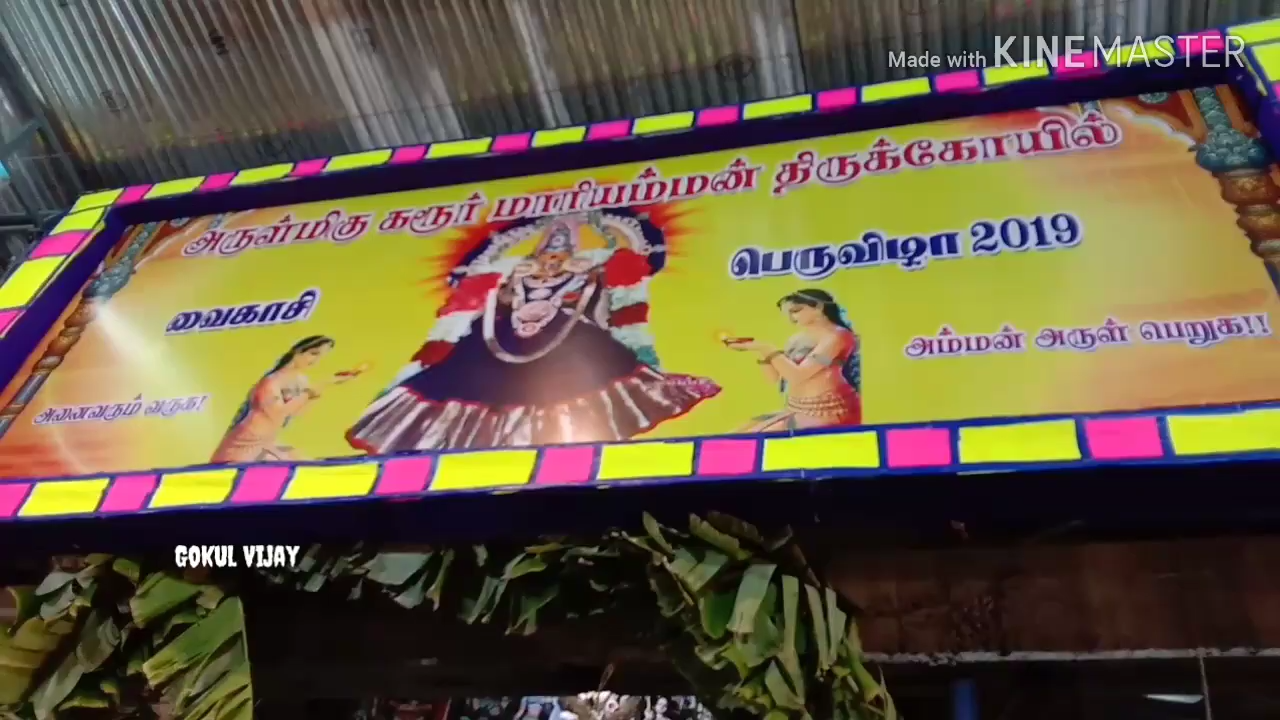 Made with KINEMASTER
அருள்மிகு கரூர் மாரியம்மன் திருக்கோயில்
வைகாசி பெருவிழா 2019
அனைவரும் வருக!
அம்மன் அருள் பெறுக!!
GOKUL VIJAY